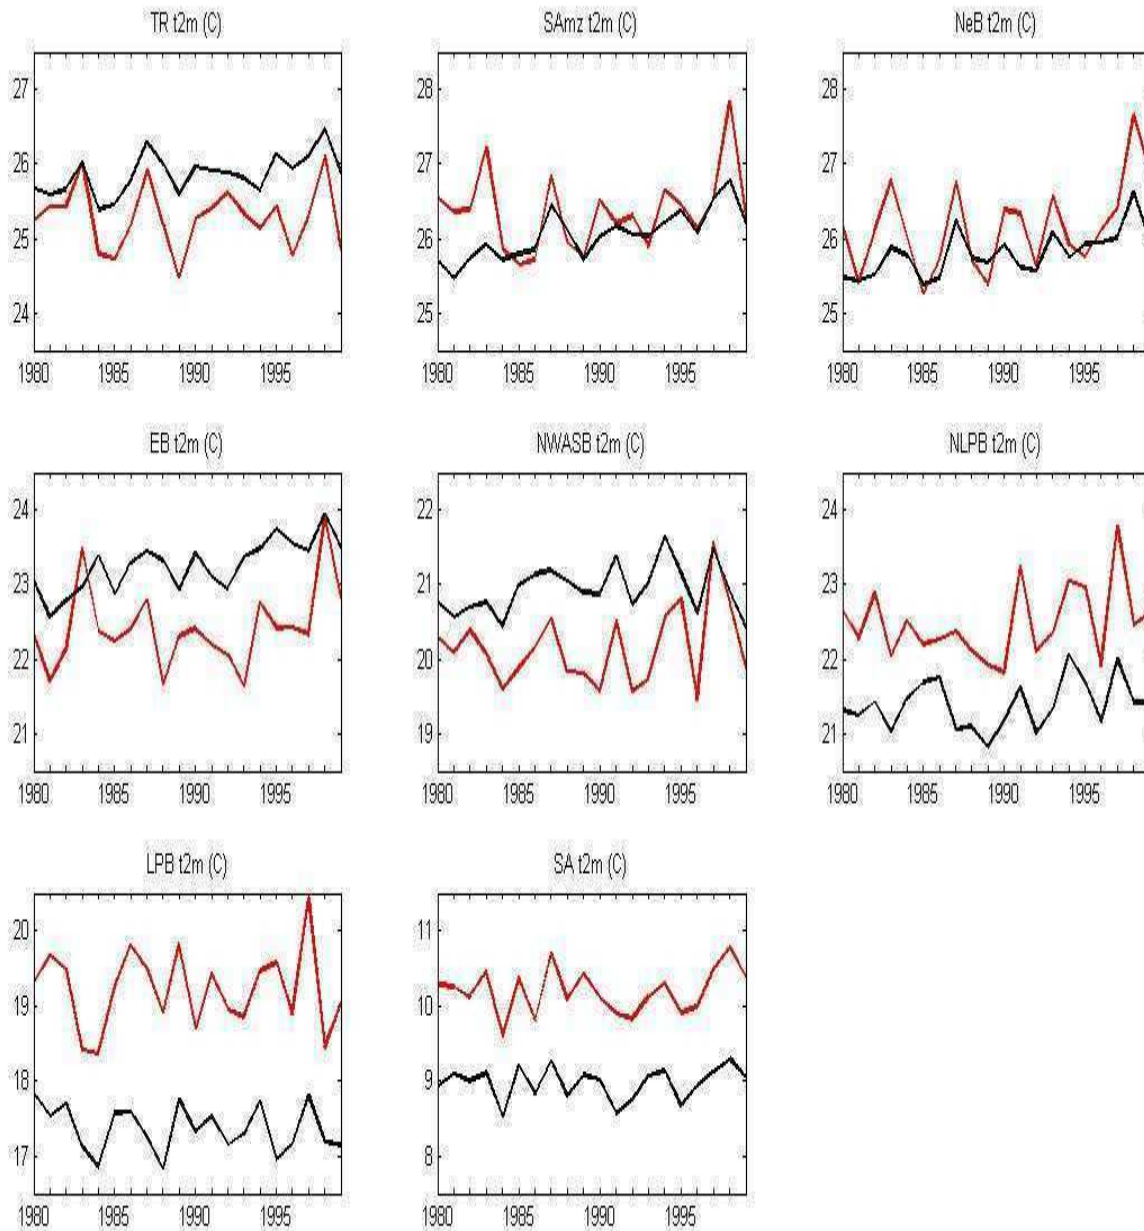 TR t2m (C)
SAmz t2m (C)
NeB t2m (C)
27
26
25
24
28
27
26
25
28
27
26
25
1980 1985 1990 1995
1980 1985 1990 1995
1980 1985 1990 1995
EB t2m (C)
NWASB t2m (C)
NLPB t2m (C)
24
23
22
21
22
21
20
19
24
23
22
21
1980 1985 1990 1995
1980 1985 1990 1995
1980 1985 1990 1995
LPB t2m (C)
SA t2m (C)
20
19
18
17
11
10
9
8
1980 1985 1990 1995
1980 1985 1990 1995